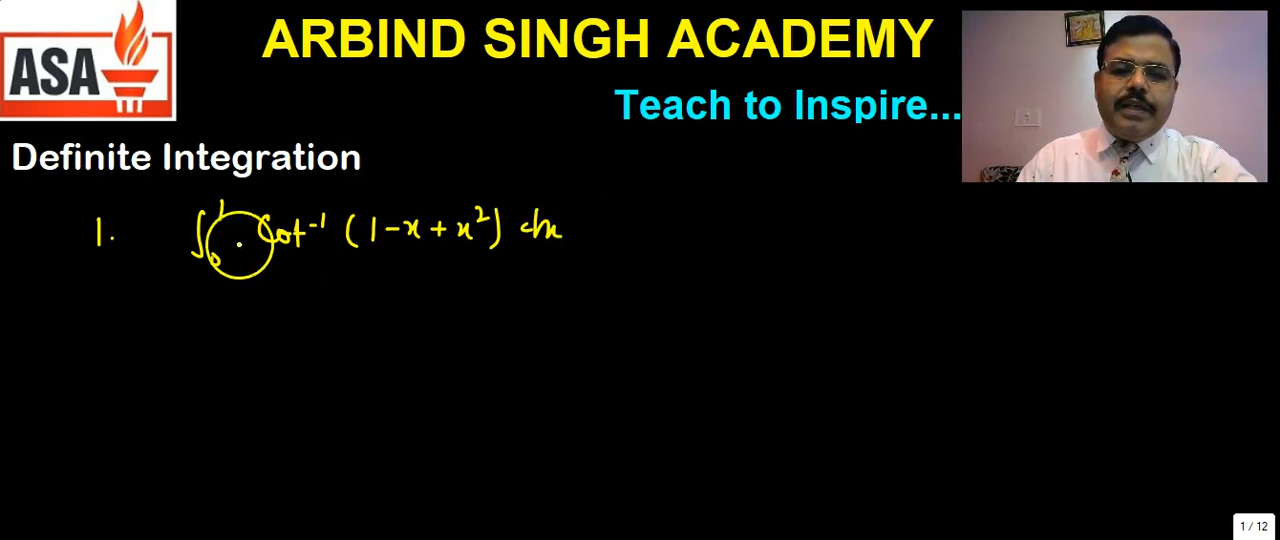 ASA
ARBIND SINGH ACADEMY
Teach to Inspire...
Definite Integration
1. ∫₀¹ Cot⁻¹ (1-x+x²) dx
1 / 12